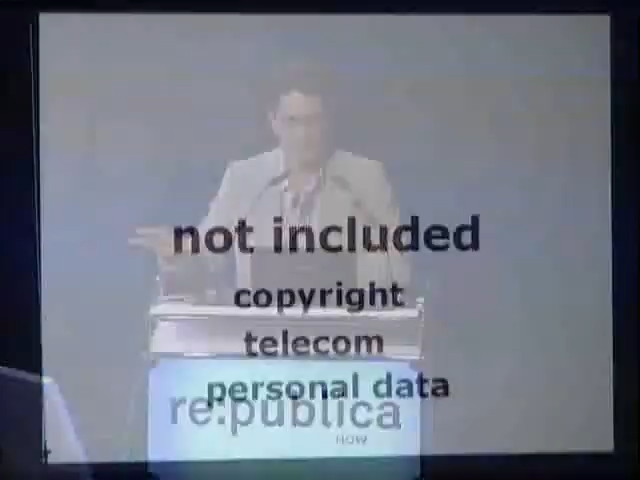 not included
copyright
telecom
personal data
re:publica
now